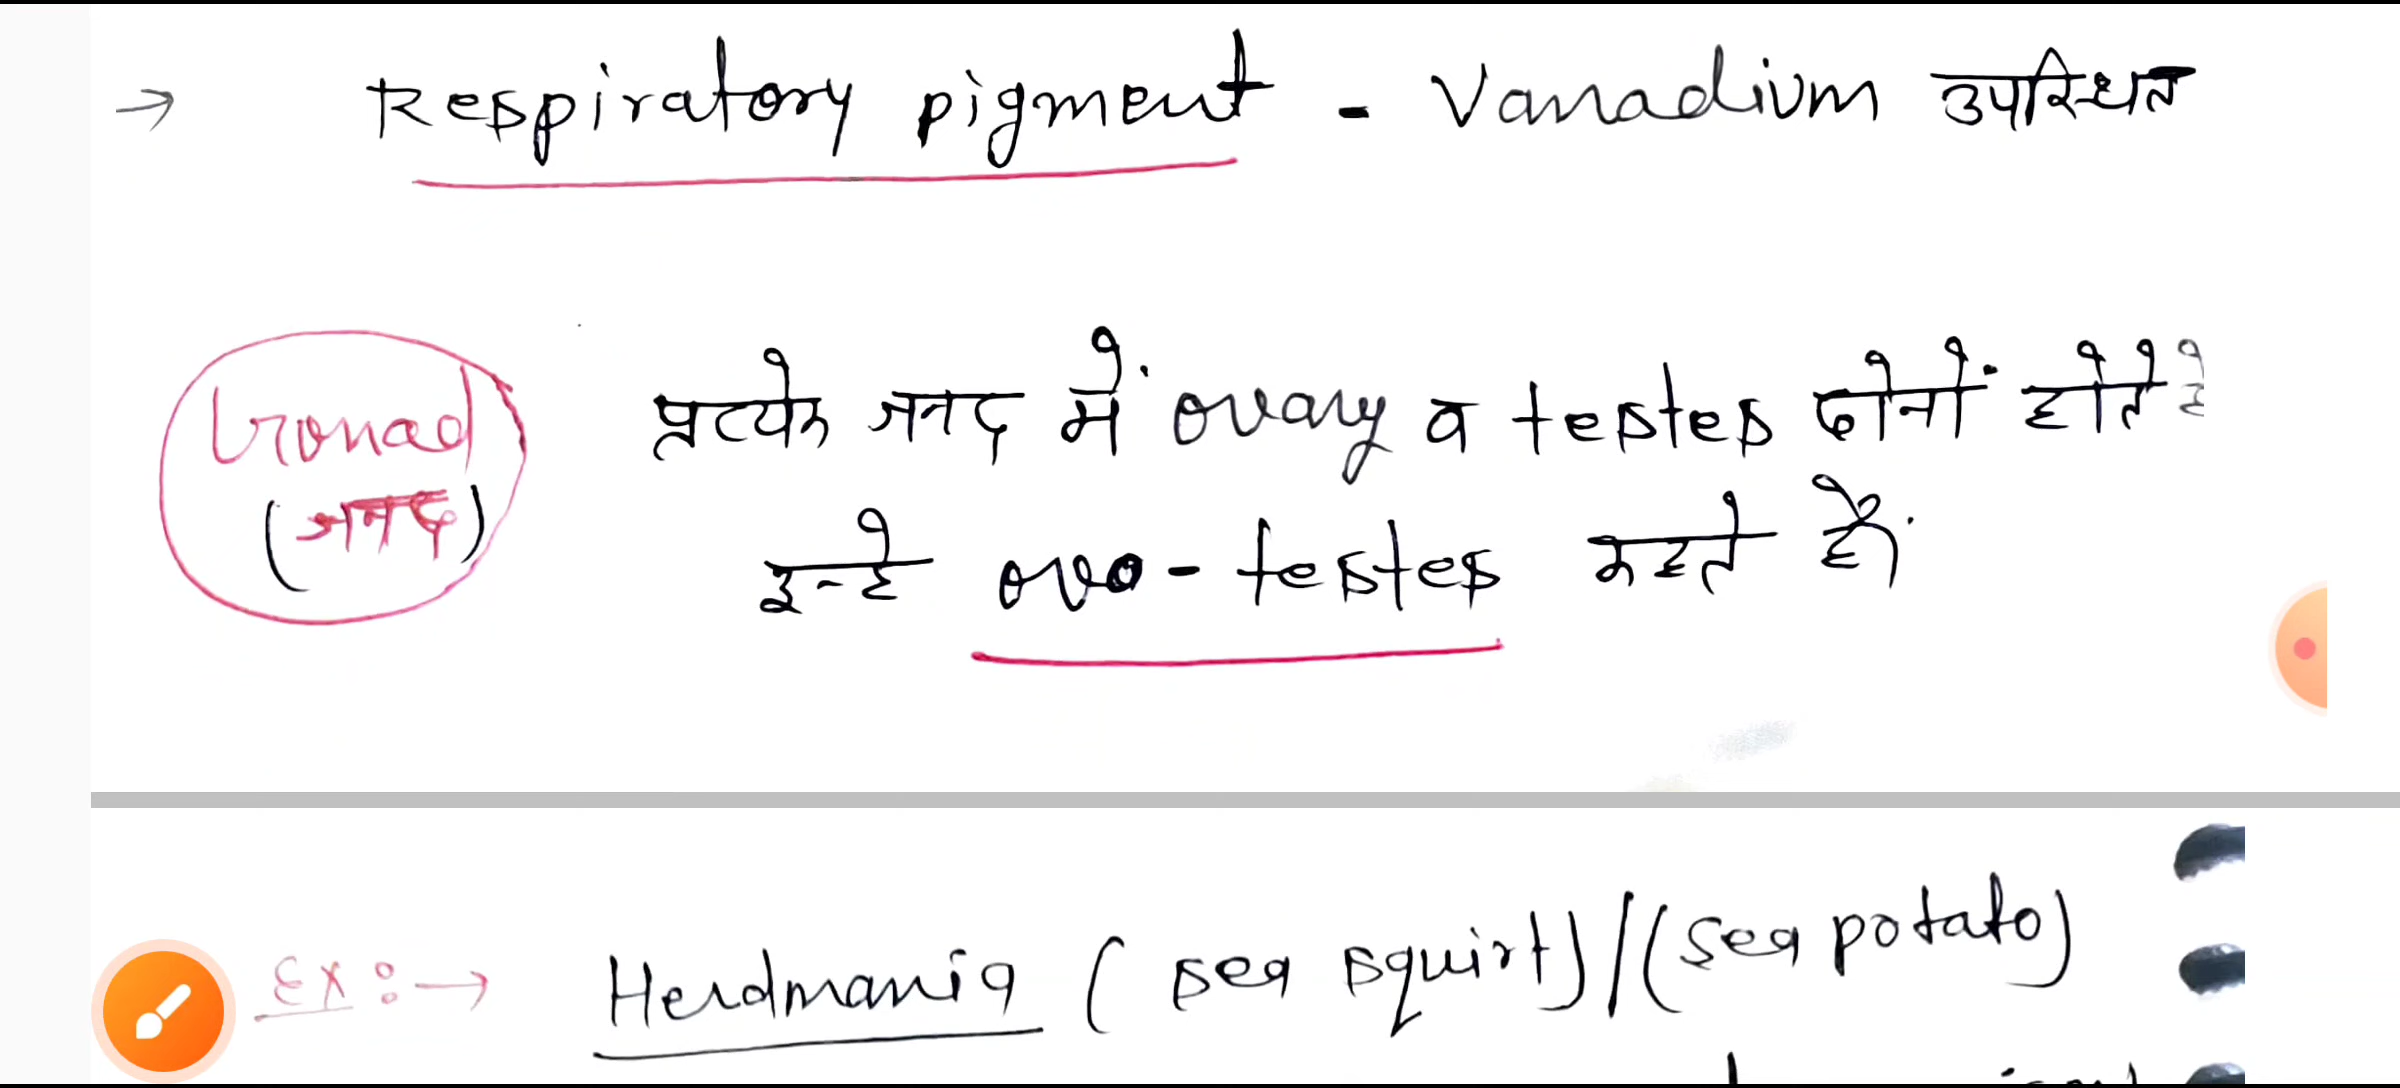 → Respiratory pigment - Vanadium उपस्थित
Gonad
(जनद)
प्रत्येक जनद में ovary व testes दोनों होते है
इन्हे ovo-testes कहते हैं।
Ex:→ Herdmania (sea squirt)/(sea potato)